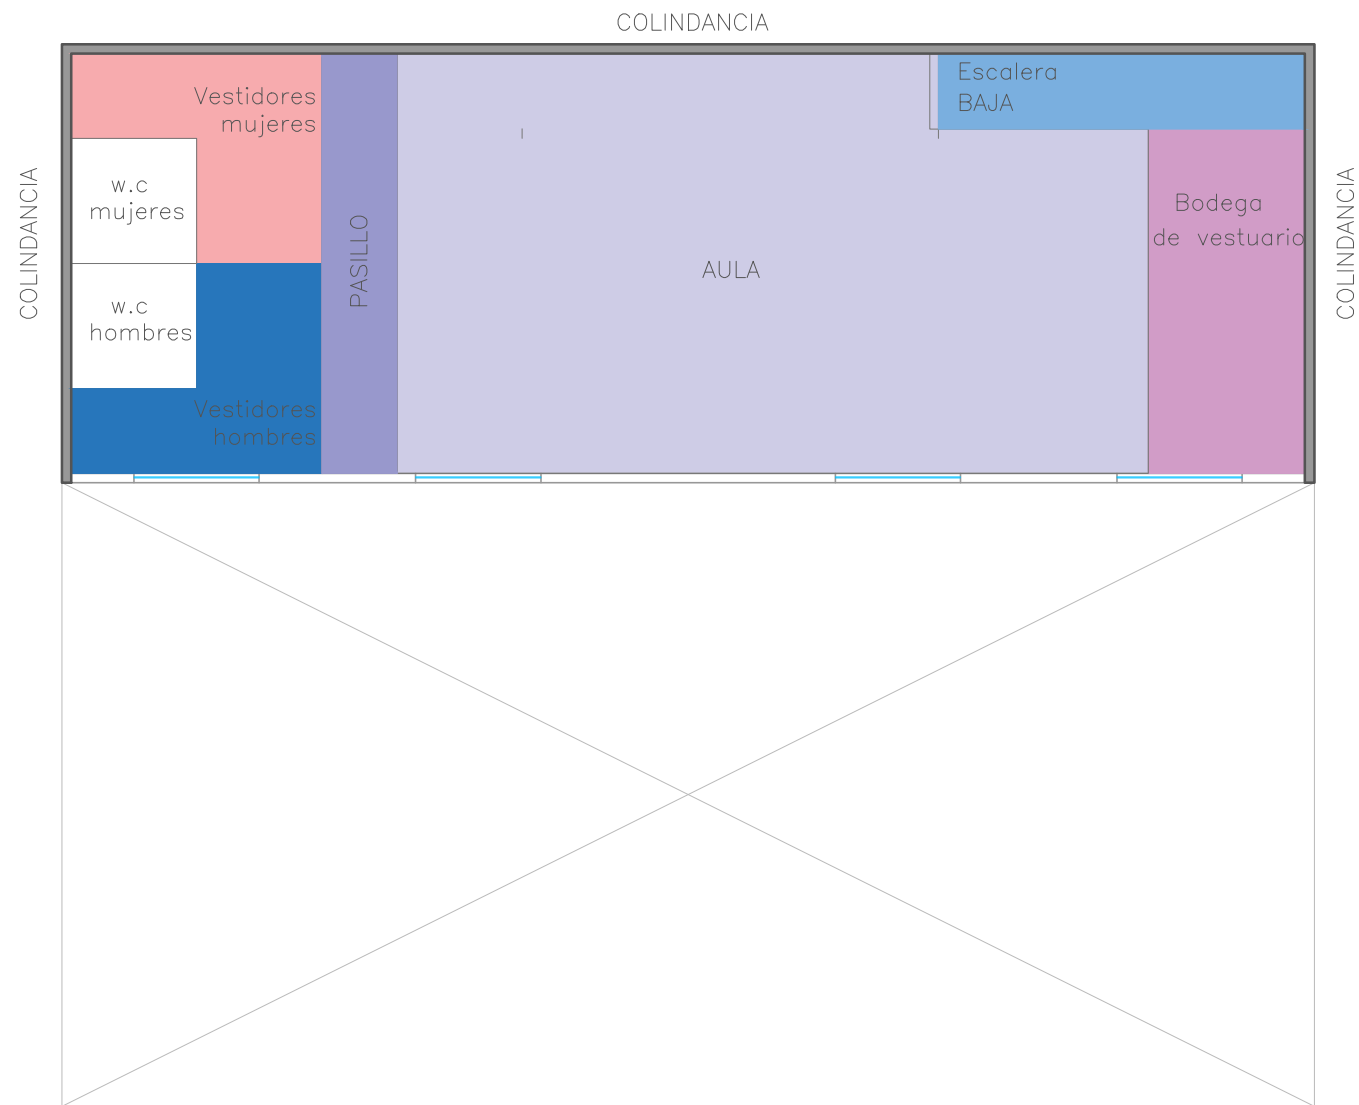 COLINDANCIA
Escalera
BAJA
Vestidores
mujeres
w.c
mujeres
COLINDANCIA
PASILLO
AULA
Bodega
de vestuario
COLINDANCIA
w.c
hombres
Vestidores
hombres